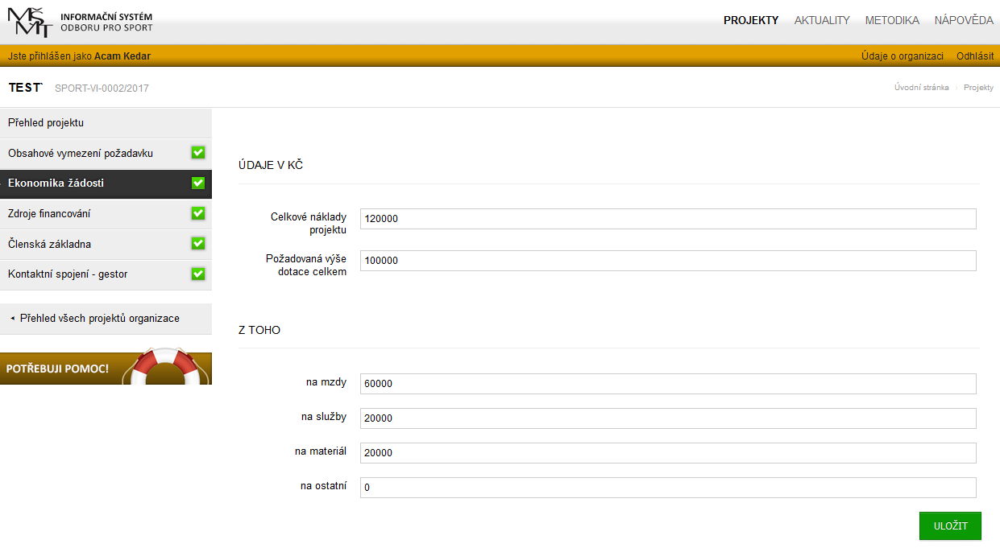 MŠMT INFORMAČNÍ SYSTÉM
ODBORU PRO SPORT
PROJEKTY AKTUALITY METODIKA NÁPOVĚDA
Jste přihlášen jako Acam Kedar
Údaje o organizaci Odhlásit
TEST` SPORT-VI-0002/2017
Úvodní stránka Projekty
Přehled projektu
Obsahové vymezení požadavku
Ekonomika žádosti
Zdroje financování
Členská základna
Kontaktní spojení - gestor
Přehled všech projektů organizace
POTŘEBUJI POMOC!
ÚDAJE V KČ
Celkové náklady
projektu
120000
Požadovaná výše
dotace celkem
100000
Z TOHO
na mzdy 60000
na služby 20000
na materiál 20000
na ostatní 0
ULOŽIT